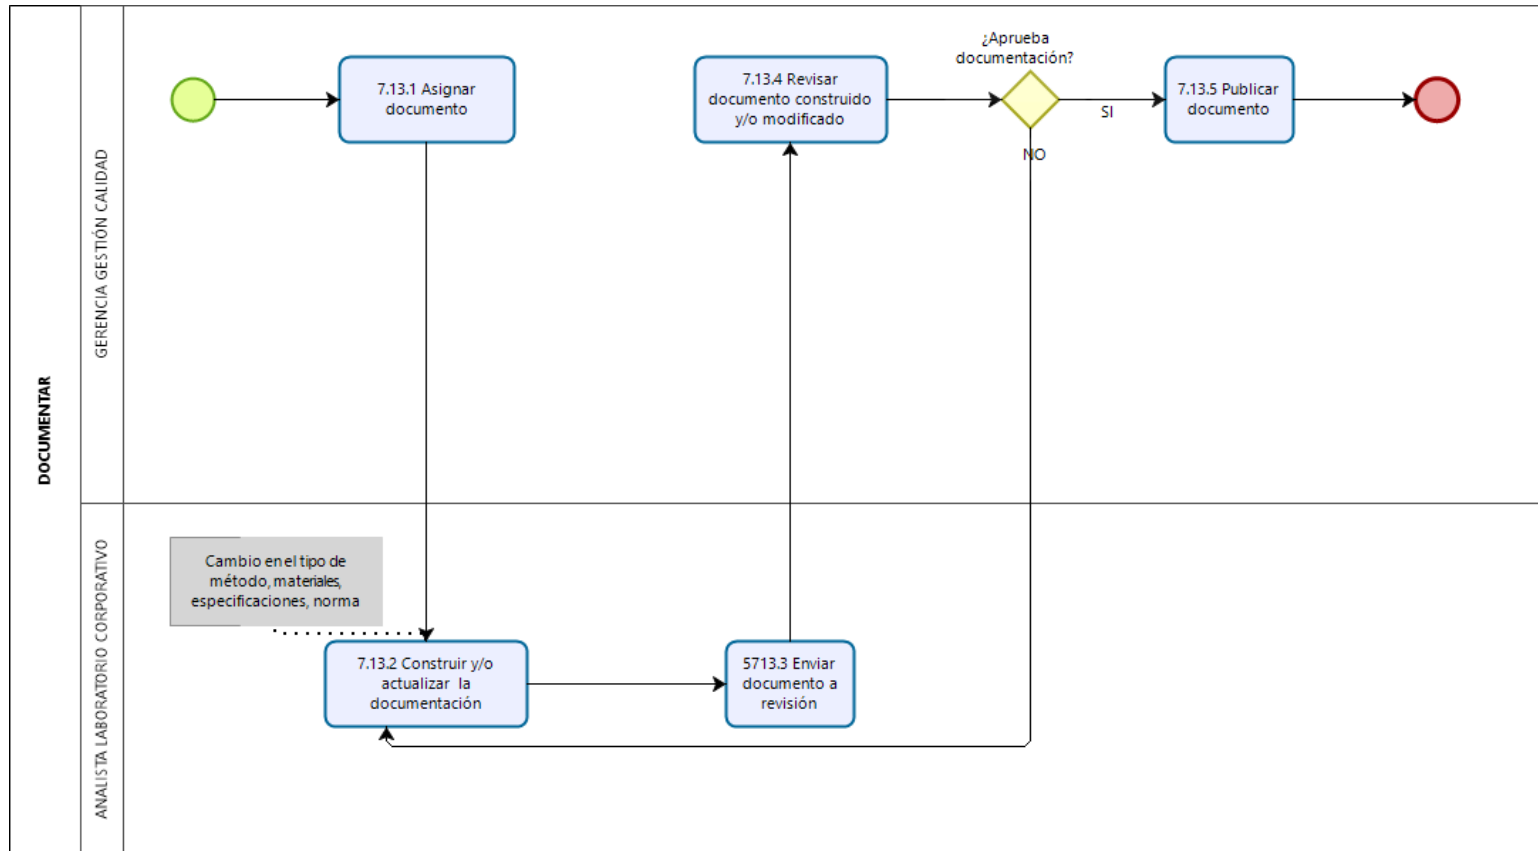 DOCUMENTAR
GERENCIA GESTIÓN CALIDAD
7.13.1 Asignar
documento
7.13.4 Revisar
documento construido
y/o modificado
¿Aprueba
documentación?
SI
NO
7.13.5 Publicar
documento
ANALISTA LABORATORIO CORPORATIVO
Cambio en el tipo de
método, materiales,
especificaciones, norma
7.13.2 Construir y/o
actualizar la
documentación
5713.3 Enviar
documento a
revisión